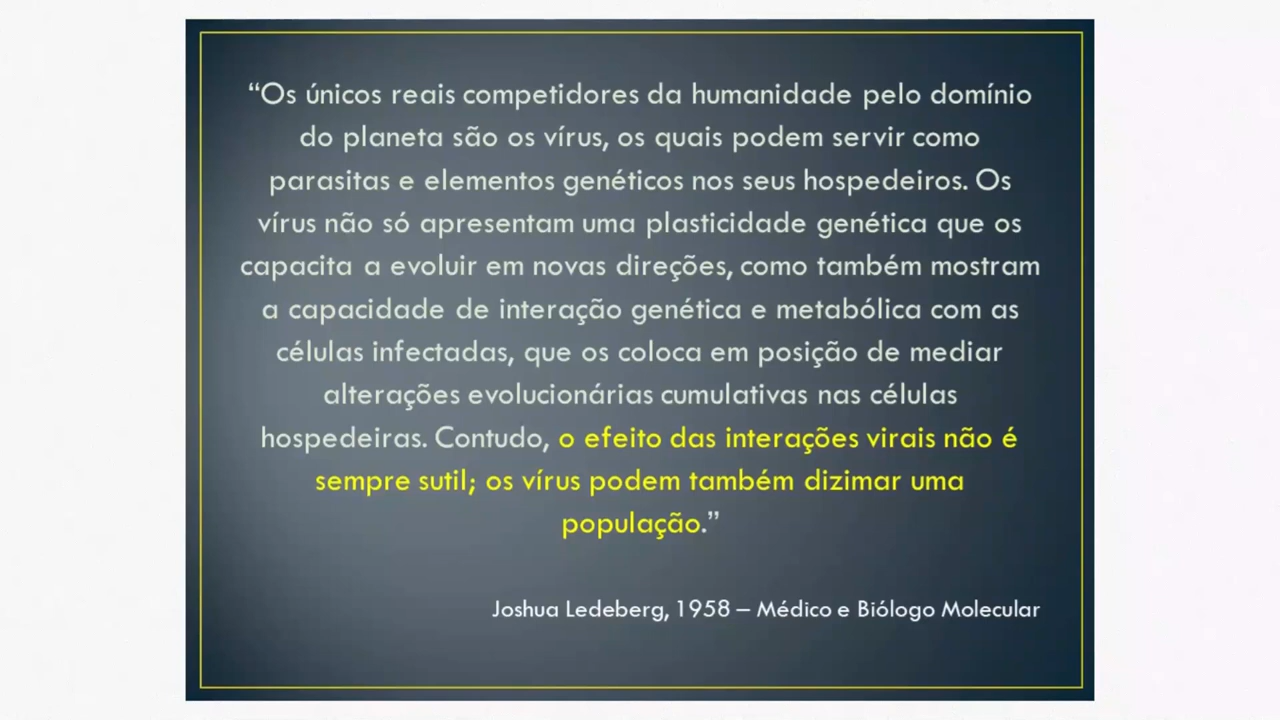 “Os únicos reais competidores da humanidade pelo domínio
do planeta são os vírus, os quais podem servir como
parasitas e elementos genéticos nos seus hospedeiros. Os
vírus não só apresentam uma plasticidade genética que os
capacita a evoluir em novas direções, como também mostram
a capacidade de interação genética e metabólica com as
células infectadas, que os coloca em posição de mediar
alterações evolucionárias cumulativas nas células
hospedeiras. Contudo, o efeito das interações virais não é
sempre sutil; os vírus podem também dizimar uma
população.”
Joshua Ledeberg, 1958 – Médico e Biólogo Molecular